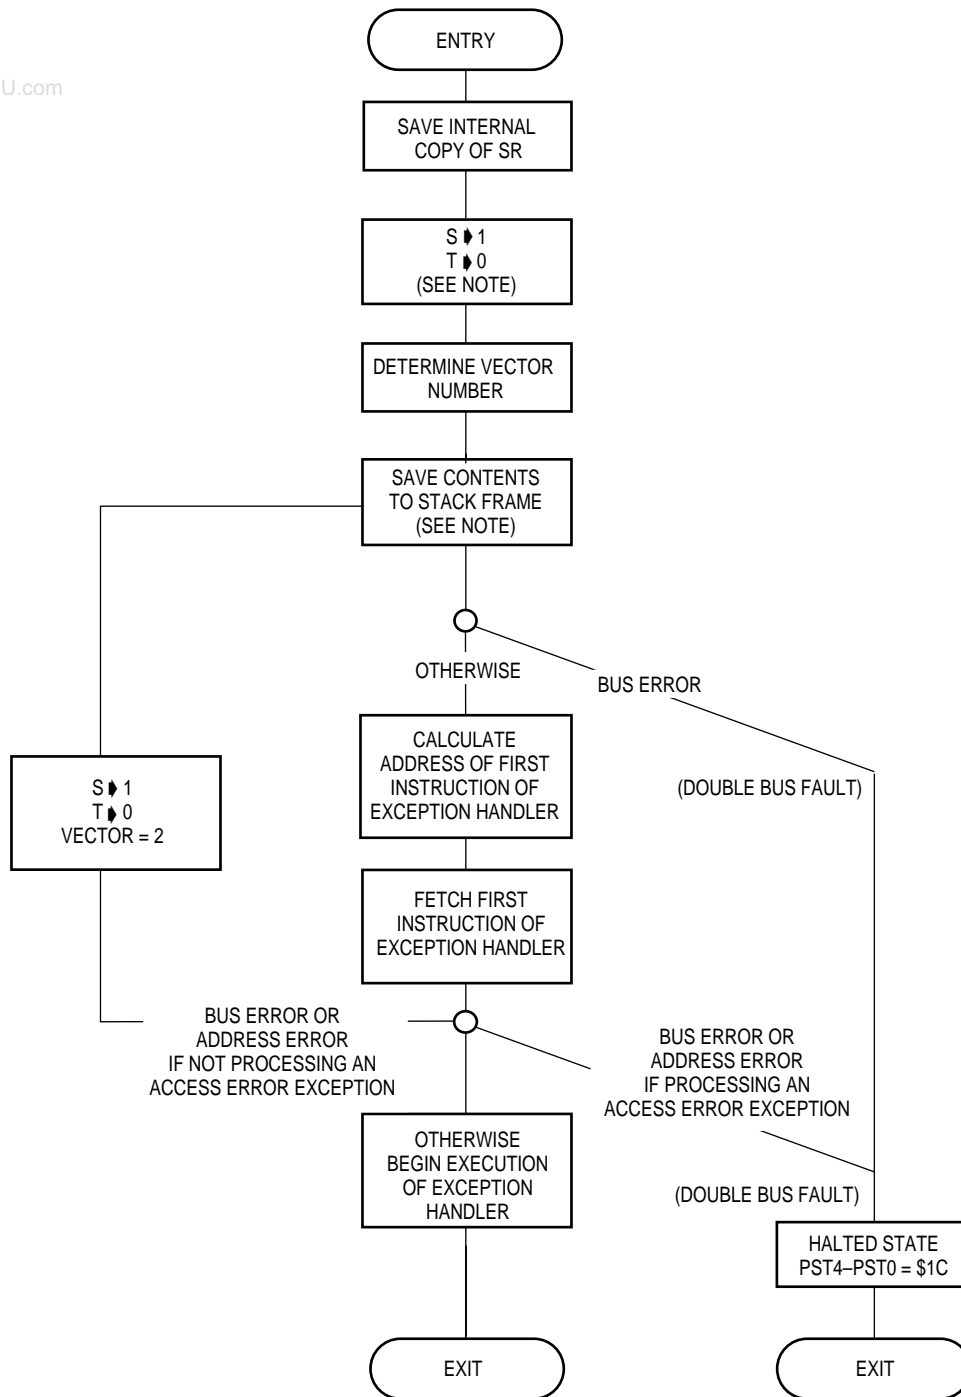 ENTRY
U.com
SAVE INTERNAL
COPY OF SR
S ➧ 1
T ➧ 0
(SEE NOTE)
DETERMINE VECTOR
NUMBER
SAVE CONTENTS
TO STACK FRAME
(SEE NOTE)
OTHERWISE
BUS ERROR
CALCULATE
ADDRESS OF FIRST
INSTRUCTION OF
EXCEPTION HANDLER
(DOUBLE BUS FAULT)
S ➧ 1
T ➧ 0
VECTOR = 2
FETCH FIRST
INSTRUCTION OF
EXCEPTION HANDLER
BUS ERROR OR
ADDRESS ERROR
IF NOT PROCESSING AN
ACCESS ERROR EXCEPTION
BUS ERROR OR
ADDRESS ERROR
IF PROCESSING AN
ACCESS ERROR EXCEPTION
OTHERWISE
BEGIN EXECUTION
OF EXCEPTION
HANDLER
(DOUBLE BUS FAULT)
HALTED STATE
PST4–PST0 = $1C
EXIT
EXIT